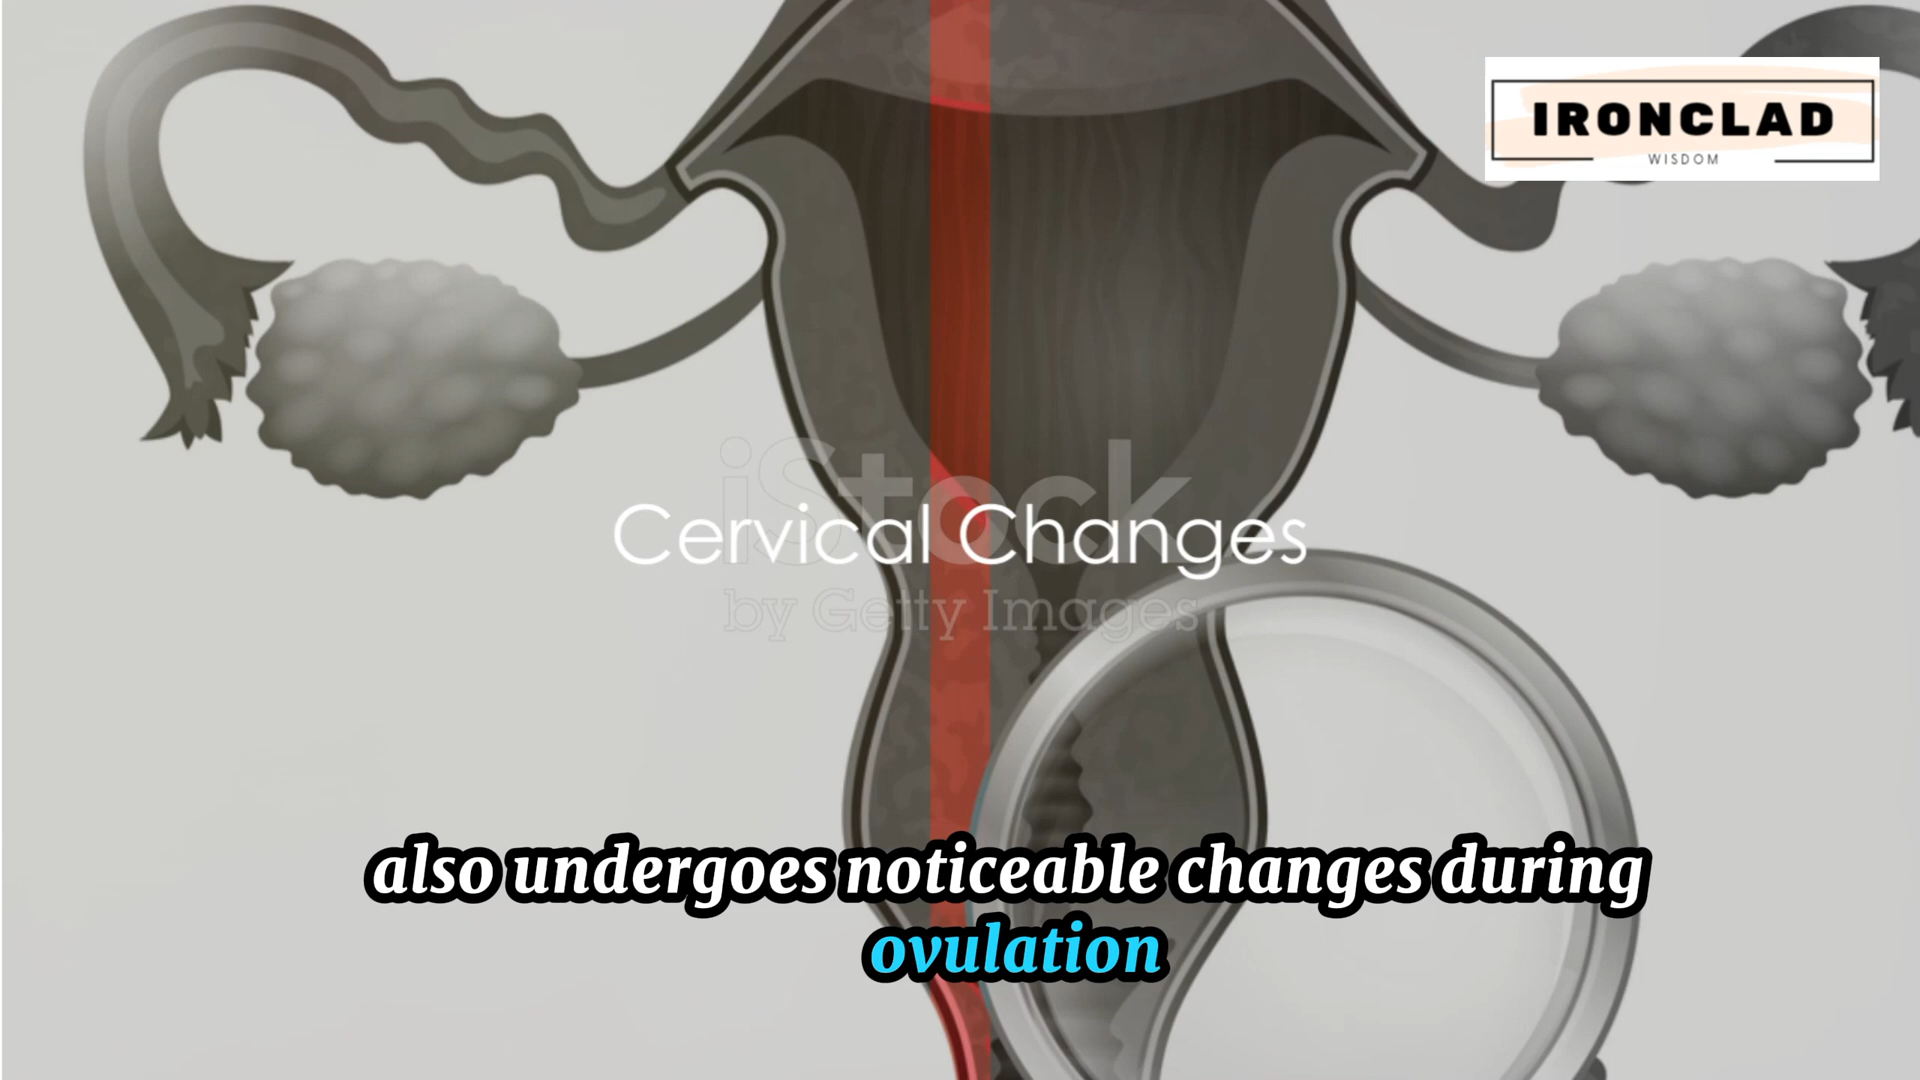 IRONCLAD
WISDOM
iStock
Cervical Changes
by Getty Images
also undergoes noticeable changes during
ovulation